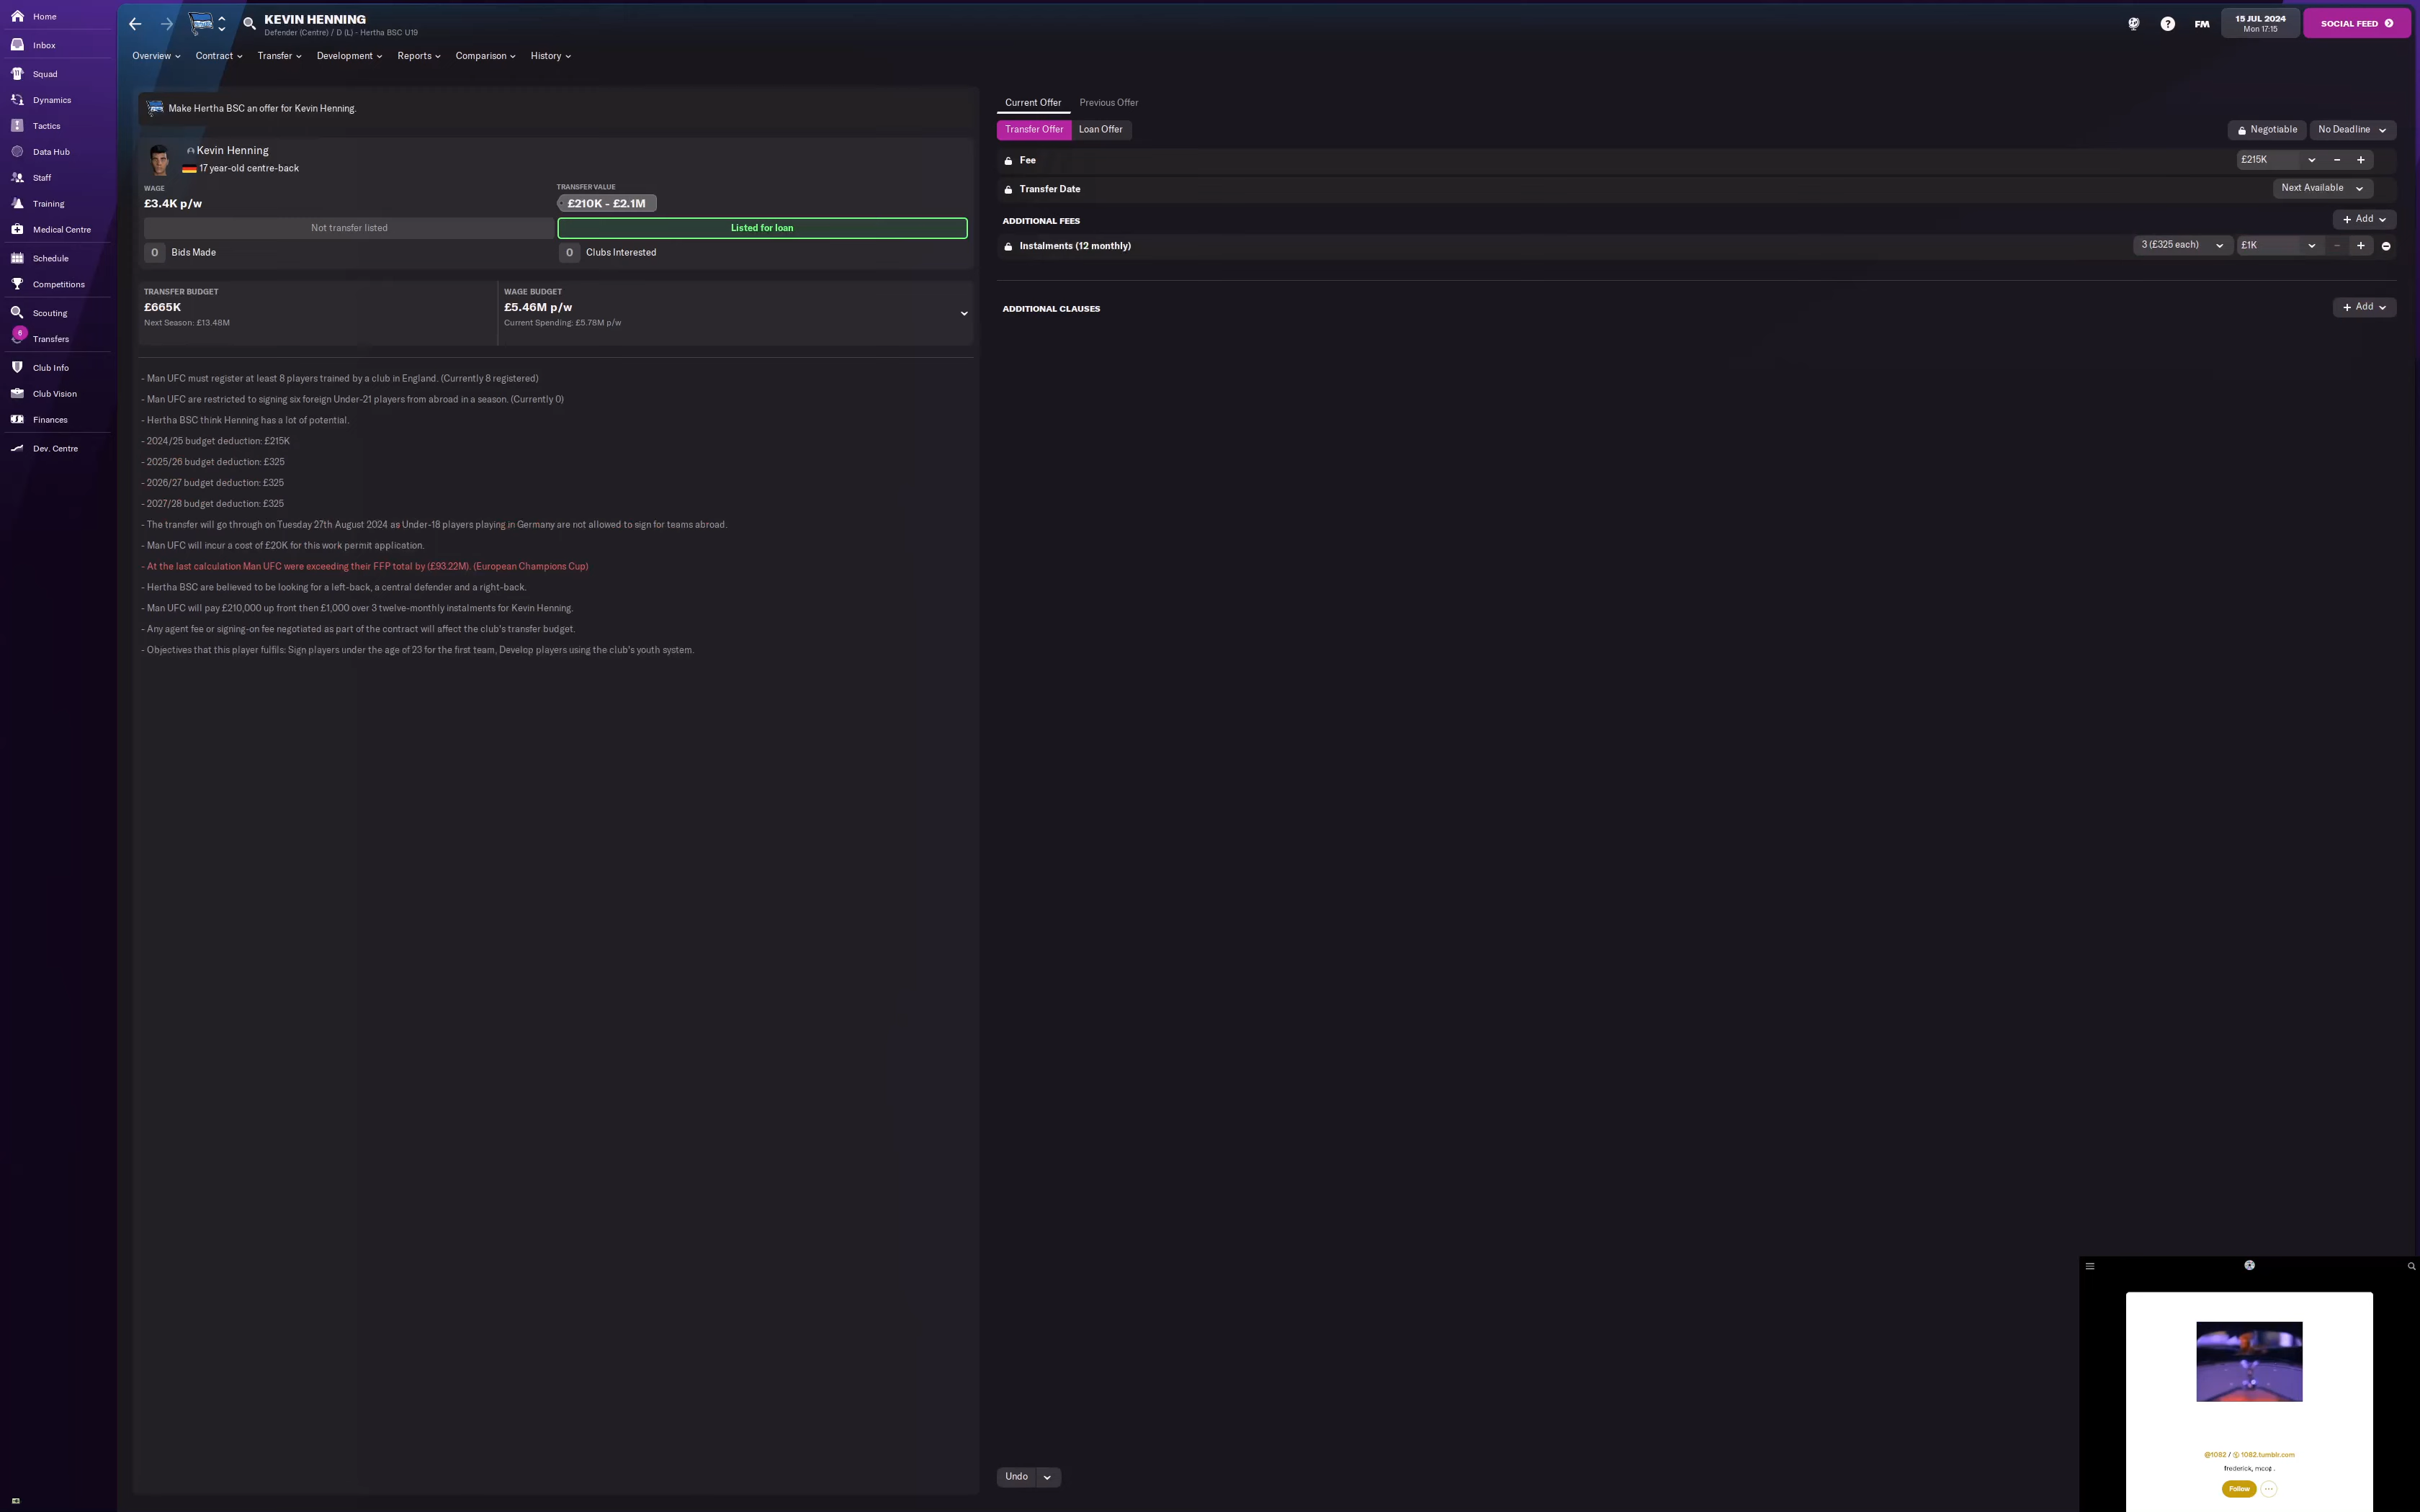 Home
Inbox
Squad
Dynamics
Tactics
Data Hub
Staff
Training
Medical Centre
Schedule
Competitions
Scouting
6
Transfers
Club Info
Club Vision
Finances
Dev. Centre
KEVIN HENNING
Defender (Centre) / D (L) - Hertha BSC U19
FM
15 JUL 2024
Mon 17:15
SOCIAL FEED
Overview
Contract
Transfer
Development
Reports
Comparison
History
Make Hertha BSC an offer for Kevin Henning.
Kevin Henning
17 year-old centre-back
WAGE
£3.4K p/w
TRANSFER VALUE
£210K - £2.1M
Not transfer listed
Listed for loan
0 Bids Made
0 Clubs Interested
TRANSFER BUDGET
£665K
Next Season: £13.48M
WAGE BUDGET
£5.46M p/w
Current Spending: £5.78M p/w
- Man UFC must register at least 8 players trained by a club in England. (Currently 8 registered)
- Man UFC are restricted to signing six foreign Under-21 players from abroad in a season. (Currently 0)
- Hertha BSC think Henning has a lot of potential.
- 2024/25 budget deduction: £215K
- 2025/26 budget deduction: £325
- 2026/27 budget deduction: £325
- 2027/28 budget deduction: £325
- The transfer will go through on Tuesday 27th August 2024 as Under-18 players playing in Germany are not allowed to sign for teams abroad.
- Man UFC will incur a cost of £20K for this work permit application.
- At the last calculation Man UFC were exceeding their FFP total by (£93.22M). (European Champions Cup)
- Hertha BSC are believed to be looking for a left-back, a central defender and a right-back.
- Man UFC will pay £210,000 up front then £1,000 over 3 twelve-monthly instalments for Kevin Henning.
- Any agent fee or signing-on fee negotiated as part of the contract will affect the club's transfer budget.
- Objectives that this player fulfils: Sign players under the age of 23 for the first team, Develop players using the club's youth system.
Current Offer
Previous Offer
Transfer Offer
Loan Offer
Negotiable
No Deadline
Fee
£215K
Transfer Date
Next Available
ADDITIONAL FEES
Add
Instalments (12 monthly)
3 (£325 each)
£1K
ADDITIONAL CLAUSES
Add
Undo
@1082 / 1082.tumblr.com
frederick, mcog .
Follow